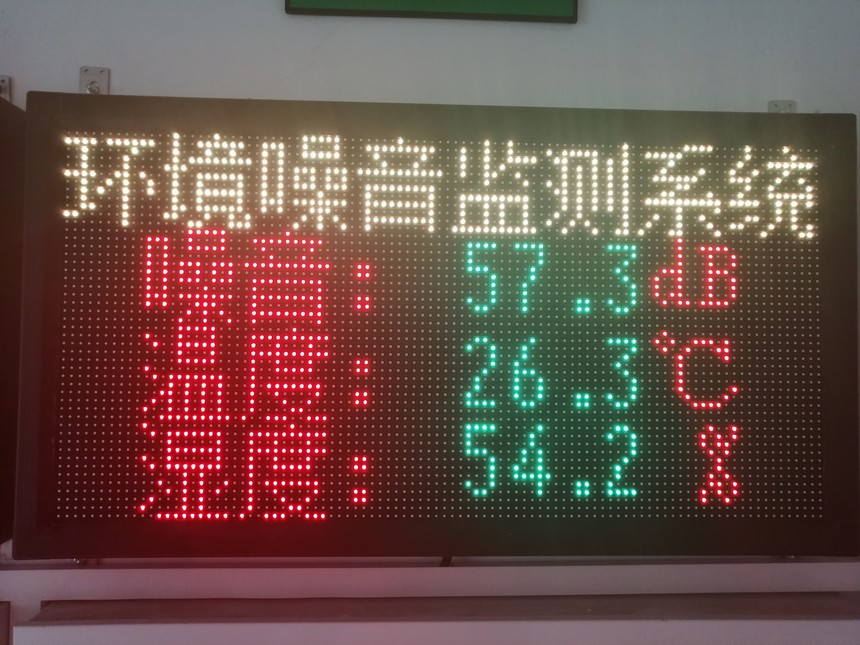 环境噪音监测系统
噪音: 57.3dB
温度: 26.3℃
湿度: 54.2%